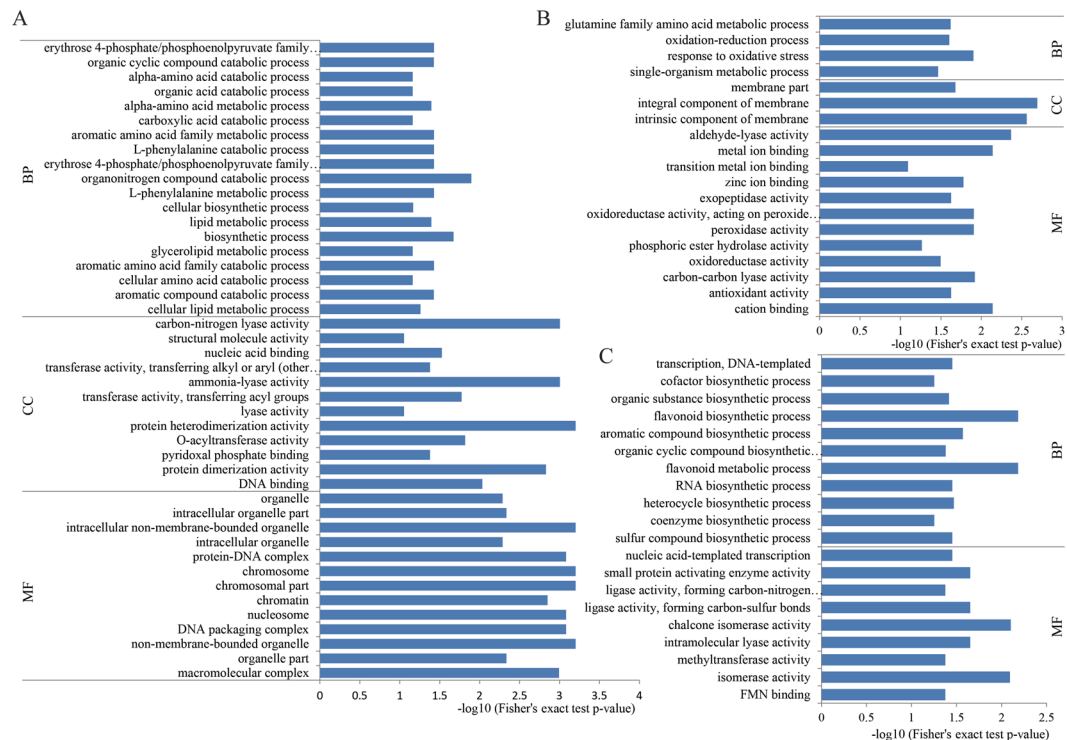 A
BP
erythrose 4-phosphate/phosphoenolpyruvate family…
organic cyclic compound catabolic process
alpha-amino acid catabolic process
organic acid catabolic process
alpha-amino acid metabolic process
carboxylic acid catabolic process
aromatic amino acid family metabolic process
L-phenylalanine catabolic process
erythrose 4-phosphate/phosphoenolpyruvate family…
organonitrogen compound catabolic process
L-phenylalanine metabolic process
cellular biosynthetic process
lipid metabolic process
biosynthetic process
glycerolipid metabolic process
aromatic amino acid family catabolic process
cellular amino acid catabolic process
aromatic compound catabolic process
cellular lipid metabolic process
CC
carbon-nitrogen lyase activity
structural molecule activity
nucleic acid binding
transferase activity, transferring alkyl or aryl (other…
ammonia-lyase activity
transferase activity, transferring acyl groups
lyase activity
protein heterodimerization activity
O-acyltransferase activity
pyridoxal phosphate binding
protein dimerization activity
DNA binding
MF
organelle
intracellular organelle part
intracellular non-membrane-bounded organelle
intracellular organelle
protein-DNA complex
chromosome
chromosomal part
chromatin
nucleosome
DNA packaging complex
non-membrane-bounded organelle
organelle part
macromolecular complex
0 0.5 1 1.5 2 2.5 3 3.5 4
-log10 (Fisher's exact test p-value)
B
glutamine family amino acid metabolic process
oxidation-reduction process
response to oxidative stress
single-organism metabolic process
BP
membrane part
integral component of membrane
intrinsic component of membrane
CC
aldehyde-lyase activity
metal ion binding
transition metal ion binding
zinc ion binding
exopeptidase activity
oxidoreductase activity, acting on peroxide…
peroxidase activity
phosphoric ester hydrolase activity
oxidoreductase activity
carbon-carbon lyase activity
antioxidant activity
cation binding
MF
0 0.5 1 1.5 2 2.5 3
-log10 (Fisher's exact test p-value)
C
transcription, DNA-templated
cofactor biosynthetic process
organic substance biosynthetic process
flavonoid biosynthetic process
aromatic compound biosynthetic process
organic cyclic compound biosynthetic…
flavonoid metabolic process
RNA biosynthetic process
heterocycle biosynthetic process
coenzyme biosynthetic process
sulfur compound biosynthetic process
BP
nucleic acid-templated transcription
small protein activating enzyme activity
ligase activity, forming carbon-nitrogen…
ligase activity, forming carbon-sulfur bonds
chalcone isomerase activity
intramolecular lyase activity
methyltransferase activity
isomerase activity
FMN binding
MF
0 0.5 1 1.5 2 2.5
-log10 (Fisher's exact test p-value)